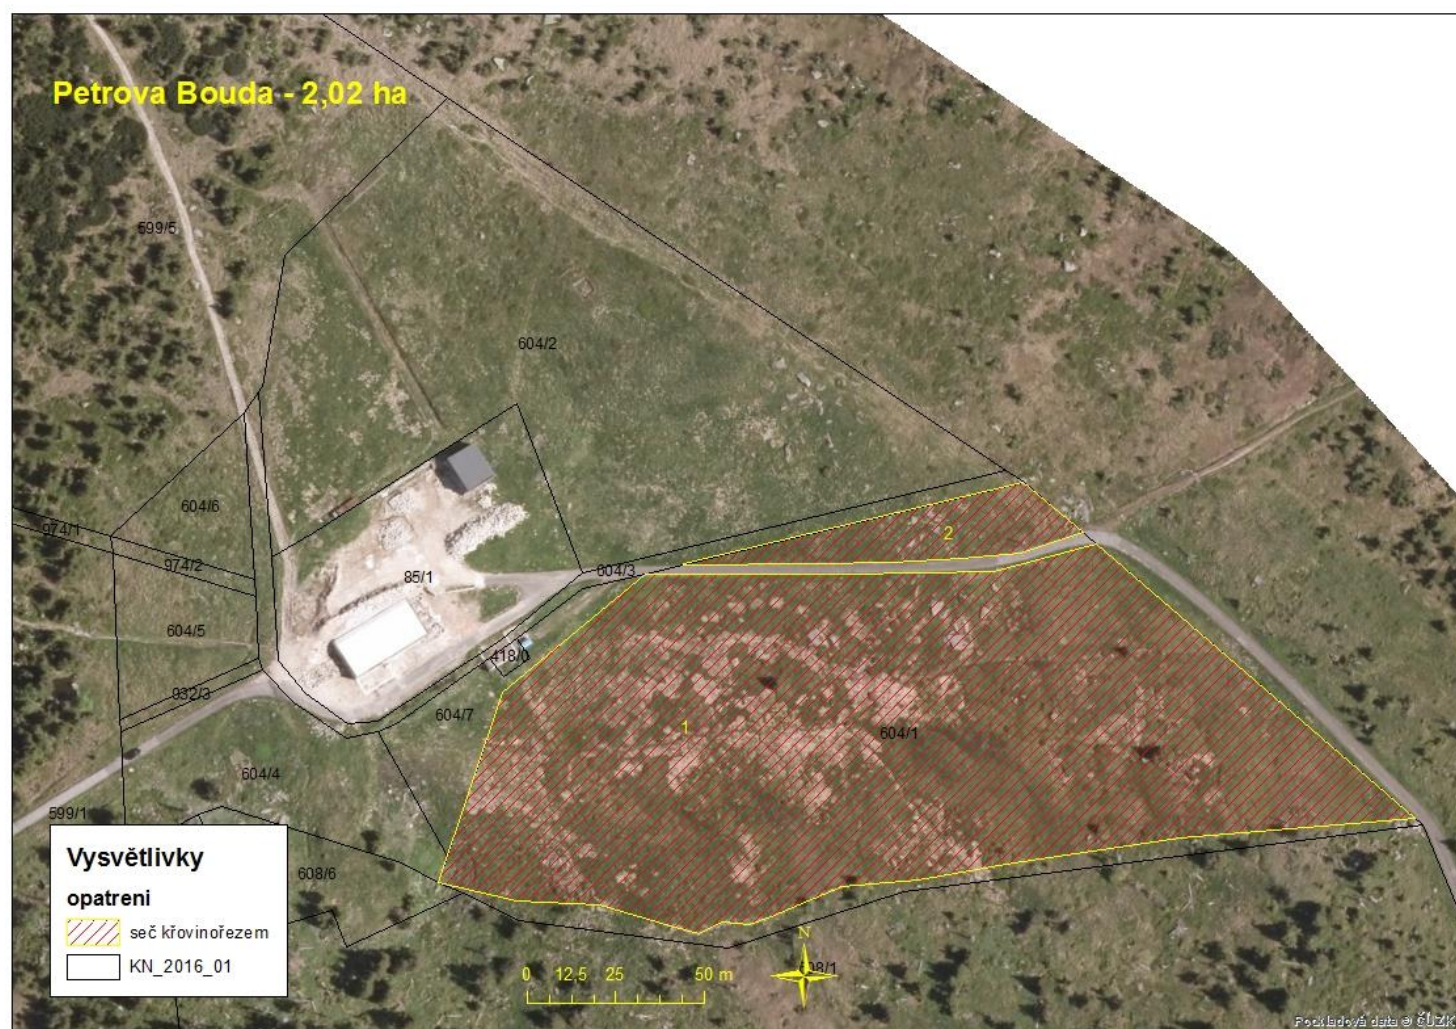 Petrova Bouda - 2,02 ha
599/5
604/2
604/6
974/1
974/2
85/1
604/3
2
604/5
418/0
932/3
604/7
1
604/1
604/4
599/1
608/6
Vysvětlivky
opatreni
seč křovinořezem
KN_2016_01
N
0 12,5 25 50 m
Podkladová data © ČÚZK